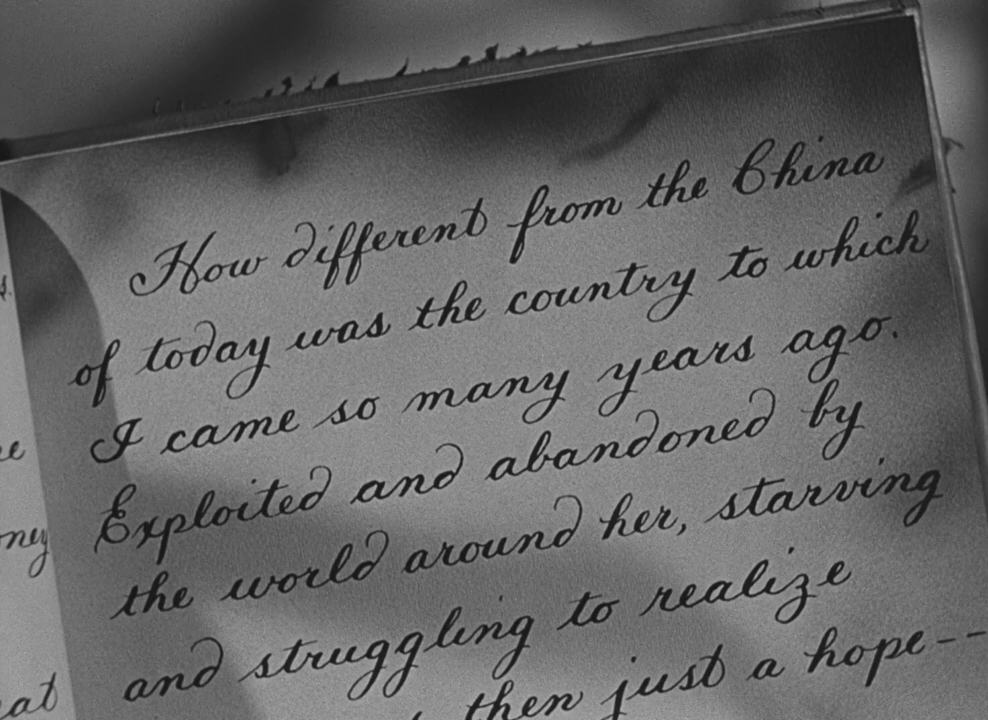 How different from the China
of today was the country to which
I came so many years ago.
Exploited and abandoned by
the world around her, starving
and struggling to realize
then just a hope--